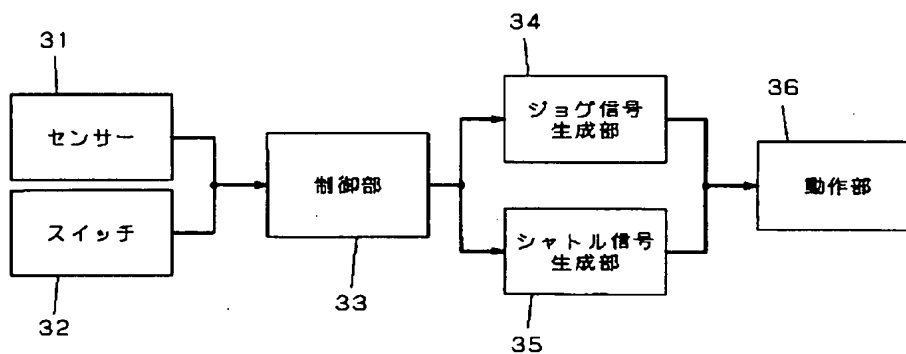 31
センサー
スイッチ
32
制御部
33
34
ジョグ信号
生成部
シャトル信号
生成部
35
36
動作部